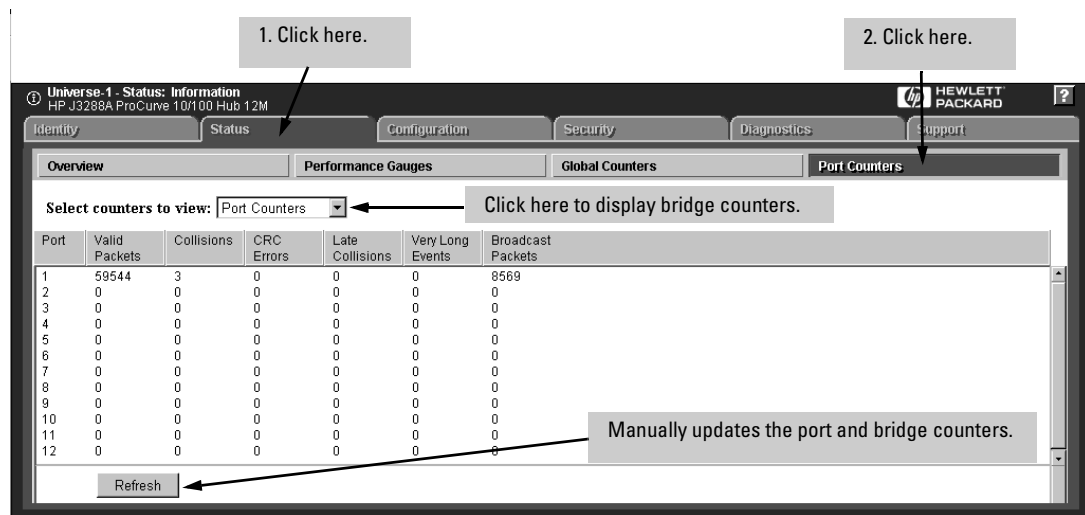 1. Click here.
2. Click here.
Universe-1 - Status: Information
HP J3288A ProCurve 10/100 Hub 12M
hp HEWLETT PACKARD
?
Identity Status Configuration Security Diagnostics Support
Overview Performance Gauges Global Counters Port Counters
Select counters to view: Port Counters
Click here to display bridge counters.
Port Valid Packets Collisions CRC Errors Late Collisions Very Long Events Broadcast Packets
1 59544 3 0 0 0 8569
2 0 0 0 0 0 0
3 0 0 0 0 0 0
4 0 0 0 0 0 0
5 0 0 0 0 0 0
6 0 0 0 0 0 0
7 0 0 0 0 0 0
8 0 0 0 0 0 0
9 0 0 0 0 0 0
10 0 0 0 0 0 0
11 0 0 0 0 0 0
12 0 0 0 0 0 0
Manually updates the port and bridge counters.
Refresh